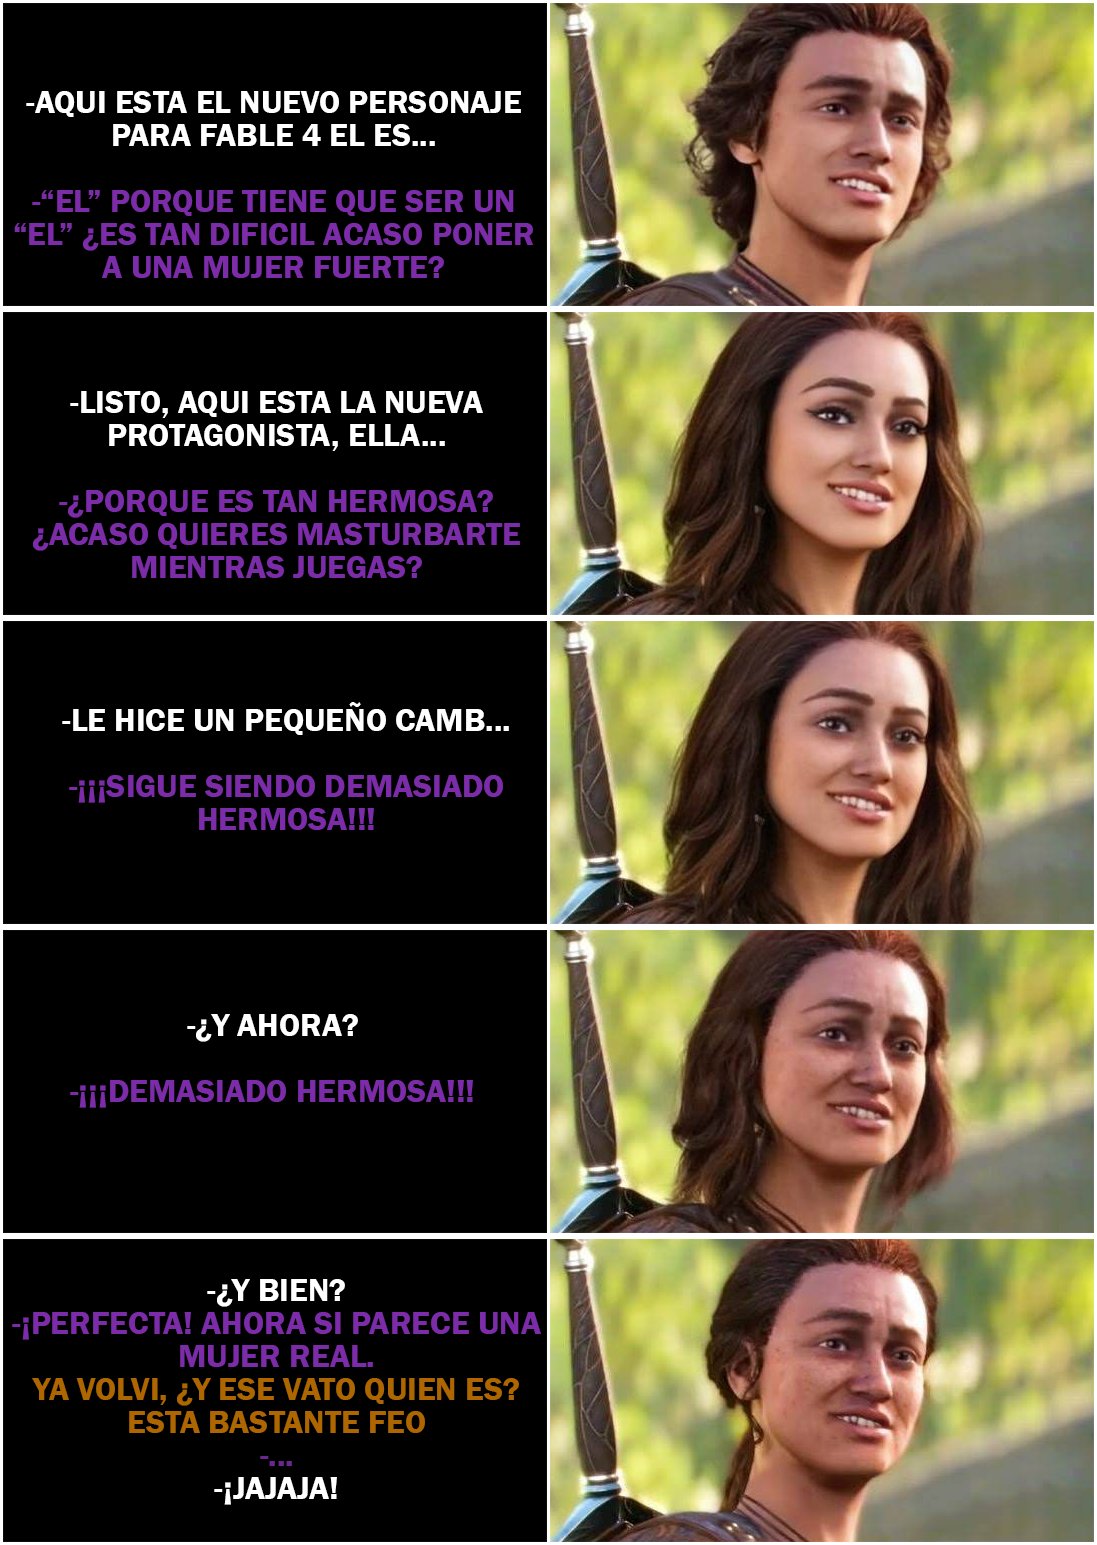 -AQUI ESTA EL NUEVO PERSONAJE
PARA FABLE 4 EL ES...
-“EL” PORQUE TIENE QUE SER UN
“EL” ¿ES TAN DIFICIL ACASO PONER
A UNA MUJER FUERTE?
-LISTO, AQUI ESTA LA NUEVA
PROTAGONISTA, ELLA...
-¿PORQUE ES TAN HERMOSA?
¿ACASO QUIERES MASTURBARTE
MIENTRAS JUEGAS?
-LE HICE UN PEQUEÑO CAMB...
-¡¡¡SIGUE SIENDO DEMASIADO
HERMOSA!!!
-¿Y AHORA?
-¡¡¡DEMASIADO HERMOSA!!!
-¿Y BIEN?
-¡PERFECTA! AHORA SI PARECE UNA
MUJER REAL.
YA VOLVI, ¿Y ESE VATO QUIEN ES?
ESTA BASTANTE FEO
-...
-¡JAJAJA!